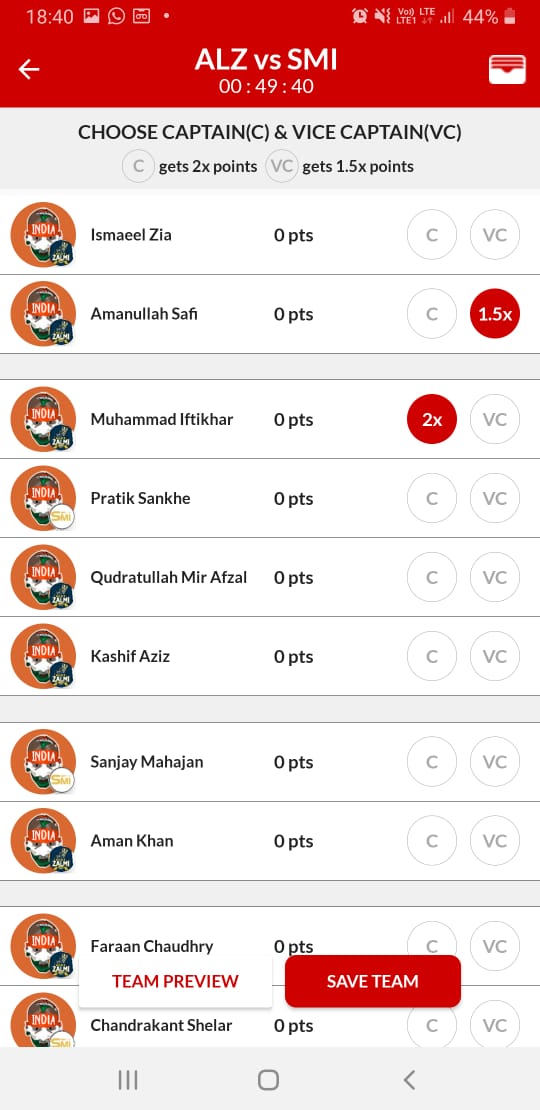 18:40 Vo)) LTE LTE1 44%
ALZ vs SMI
00 : 49 : 40
CHOOSE CAPTAIN(C) & VICE CAPTAIN(VC)
C gets 2x points VC gets 1.5x points
INDIA ZALMI Ismaeel Zia 0 pts C VC
INDIA ZALMI Amanullah Safi 0 pts C 1.5x
INDIA ZALMI Muhammad Iftikhar 0 pts 2x VC
INDIA SMI Pratik Sankhe 0 pts C VC
INDIA ZALMI Qudratullah Mir Afzal 0 pts C VC
INDIA ZALMI Kashif Aziz 0 pts C VC
INDIA SMI Sanjay Mahajan 0 pts C VC
INDIA ZALMI Aman Khan 0 pts C VC
INDIA ZALMI Faraan Chaudhry 0 pts C VC
TEAM PREVIEW SAVE TEAM
INDIA SMI Chandrakant Shelar 0 pts C VC